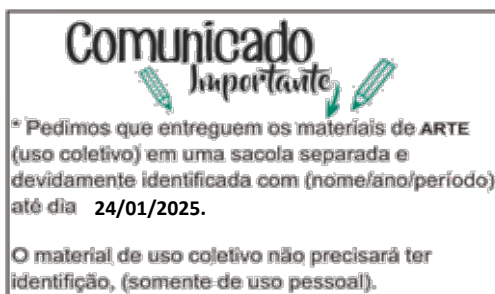 Comunicado
Importante
* Pedimos que entreguem os materiais de ARTE
(uso coletivo) em uma sacola separada e
devidamente identificada com (nome/ano/período)
até dia 24/01/2025.
O material de uso coletivo não precisará ter
identifição, (somente de uso pessoal).